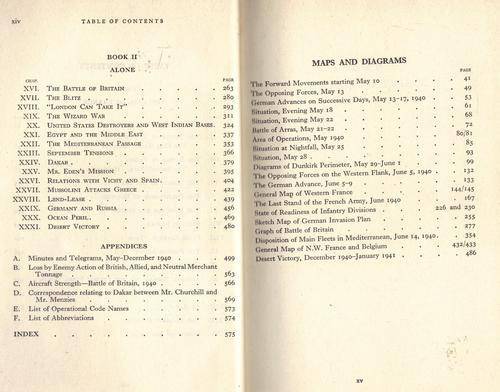 xiv
TABLE OF CONTENTS
BOOK II
ALONE
CHAP. PAGE
XVI. THE BATTLE OF BRITAIN 263
XVII. THE BLITZ 280
XVIII. "LONDON CAN TAKE IT" 293
XIX. THE WIZARD WAR 311
XX. UNITED STATES DESTROYERS AND WEST INDIAN BASES 324
XXI. EGYPT AND THE MIDDLE EAST 337
XXII. THE MEDITERRANEAN PASSAGE 353
XXIII. SEPTEMBER TENSIONS 366
XXIV. DAKAR 379
XXV. MR. EDEN'S MISSION 395
XXVI. RELATIONS WITH VICHY AND SPAIN 404
XXVII. MUSSOLINI ATTACKS GREECE 422
XXVIII. LEND-LEASE 439
XXIX. GERMANY AND RUSSIA 456
XXX. OCEAN PERIL 469
XXXI. DESERT VICTORY 480
APPENDICES
A. Minutes and Telegrams, May–December 1940 499
B. Loss by Enemy Action of British, Allied, and Neutral Merchant
Tonnage 563
C. Aircraft Strength—Battle of Britain, 1940 566
D. Correspondence relating to Dakar between Mr. Churchill and
Mr. Menzies 569
E. List of Operational Code Names 573
F. List of Abbreviations 574
INDEX 575
MAPS AND DIAGRAMS
PAGE
The Forward Movements starting May 10 41
The Opposing Forces, May 13 49
German Advances on Successive Days, May 13–17, 1940 53
Situation, Evening May 18 61
Situation, Evening May 22 68
Battle of Arras, May 21–22 72
Area of Operations, May 1940 80/81
Situation at Nightfall, May 25 85
Situation, May 28 93
Diagrams of Dunkirk Perimeter, May 29–June 1 99
The Opposing Forces on the Western Flank, June 5, 1940 132
The German Advance, June 5–9 133
General Map of Western France 144/145
The Last Stand of the French Army, June 1940 167
State of Readiness of Infantry Divisions 226 and 230
Sketch Map of German Invasion Plan 255
Graph of Battle of Britain 277
Disposition of Main Fleets in Mediterranean, June 14, 1940 354
General Map of N.W. France and Belgium 432/433
Desert Victory, December 1940–January 1941 486
xv